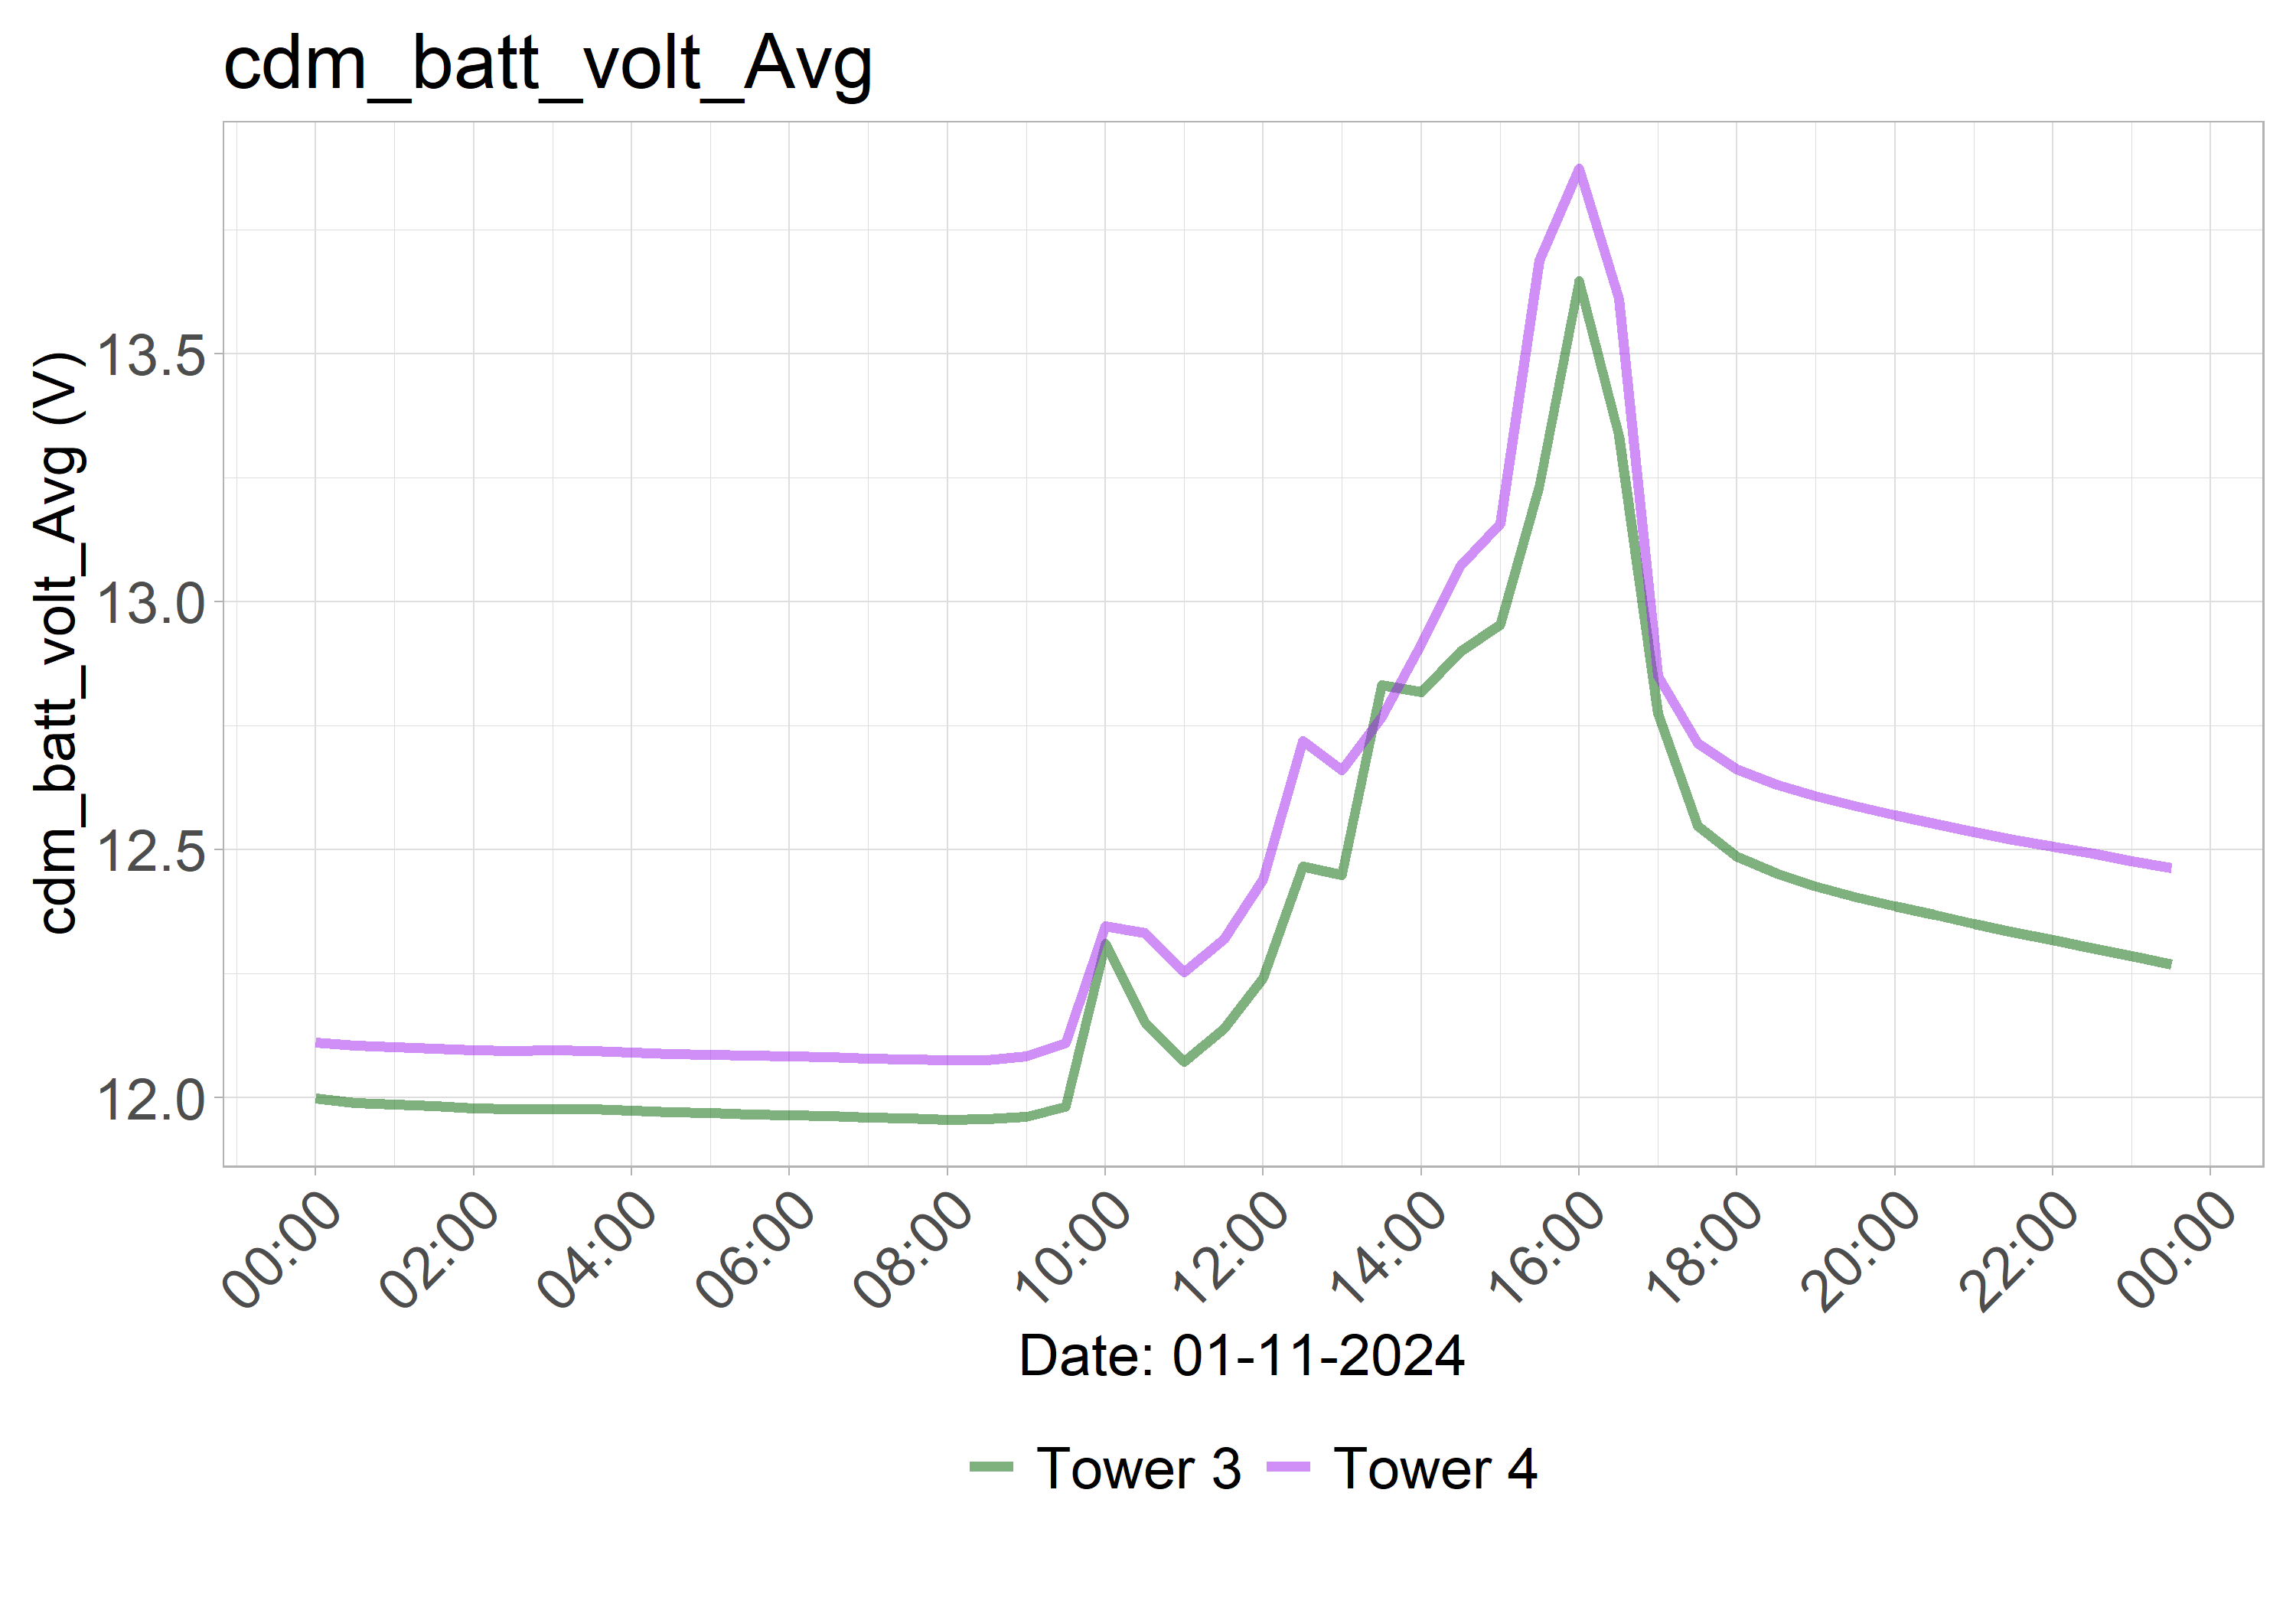 cdm_batt_volt_Avg
cdm_batt_volt_Avg (V)
13.5
13.0
12.5
12.0
00:00 02:00 04:00 06:00 08:00 10:00 12:00 14:00 16:00 18:00 20:00 22:00 00:00
Date: 01-11-2024
Tower 3 Tower 4